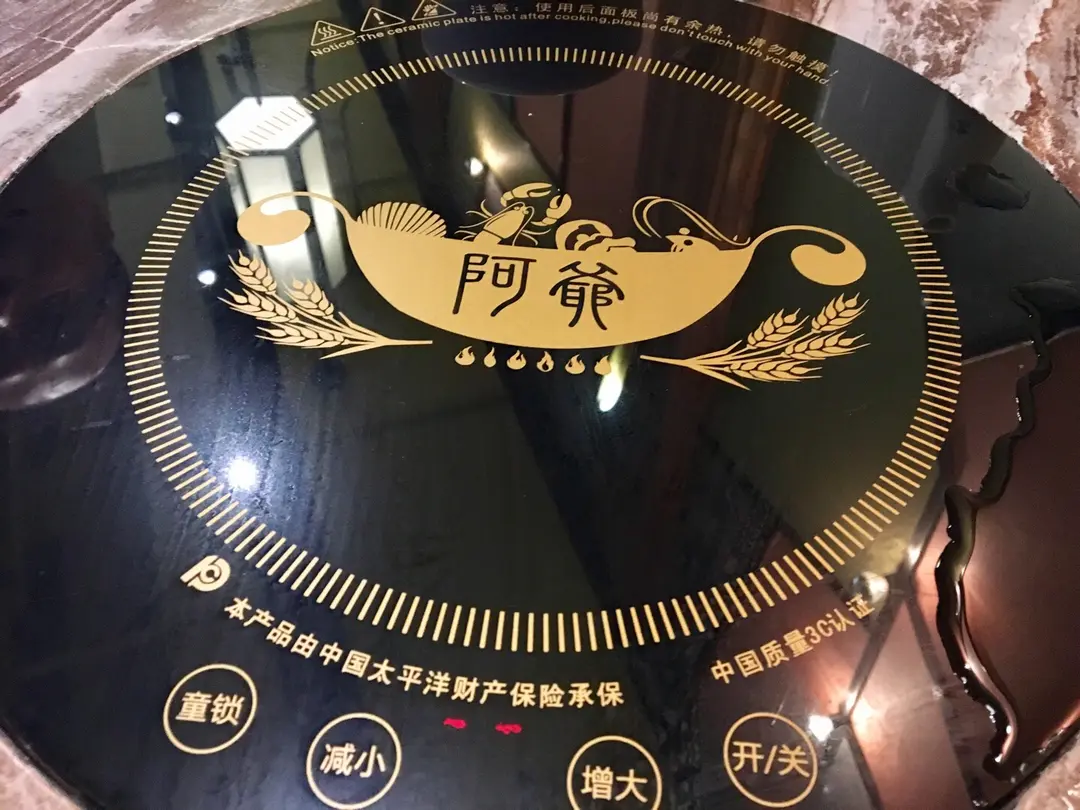 注意：使用后面板尚有余热，请勿触摸！
Notice:The ceramic plate is hot after cooking,please don't touch with your hand
阿爷
本产品由中国太平洋财产保险承保
中国质量3C认证
童锁
减小
增大
开/关